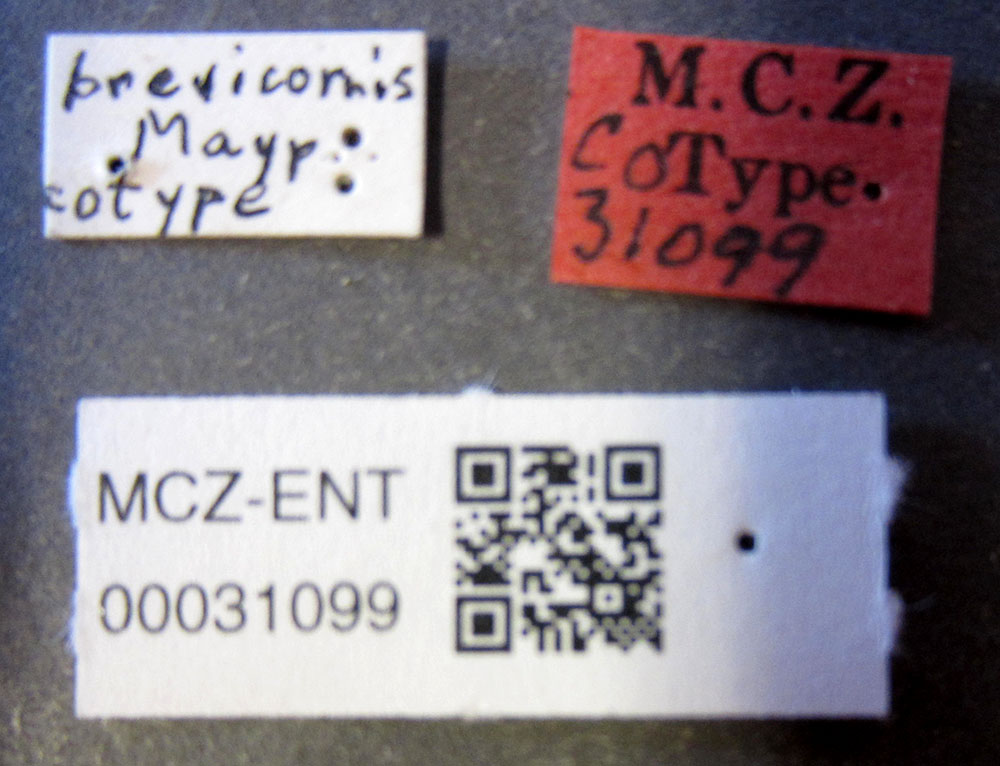 brevicornis
Mayr
cotype
M.C.Z.
CoType
31099
MCZ-ENT
00031099